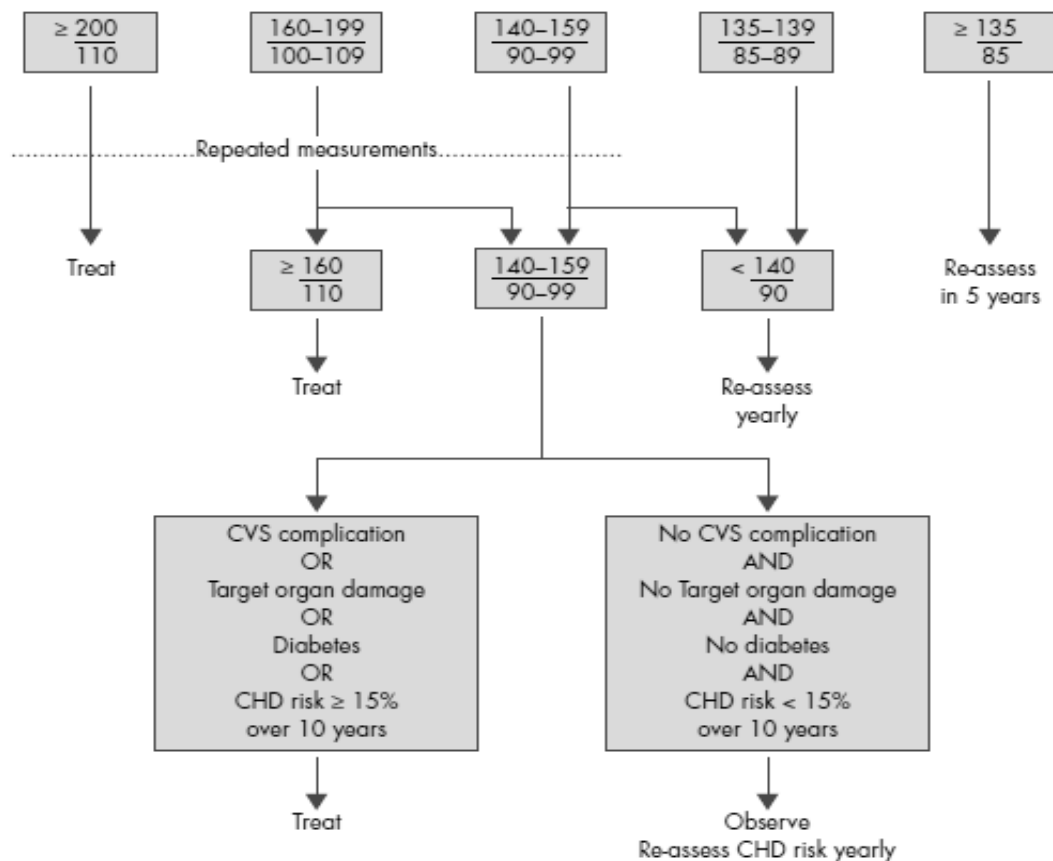 ≥ 200
110
160–199
100–109
140–159
90–99
135–139
85–89
≥ 135
85
Repeated measurements
Treat
≥ 160
110
140–159
90–99
< 140
90
Re-assess
in 5 years
Treat
Re-assess
yearly
CVS complication
OR
Target organ damage
OR
Diabetes
OR
CHD risk ≥ 15%
over 10 years
No CVS complication
AND
No Target organ damage
AND
No diabetes
AND
CHD risk < 15%
over 10 years
Treat
Observe
Re-assess CHD risk yearly